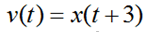 v(t) = x(t + 3)